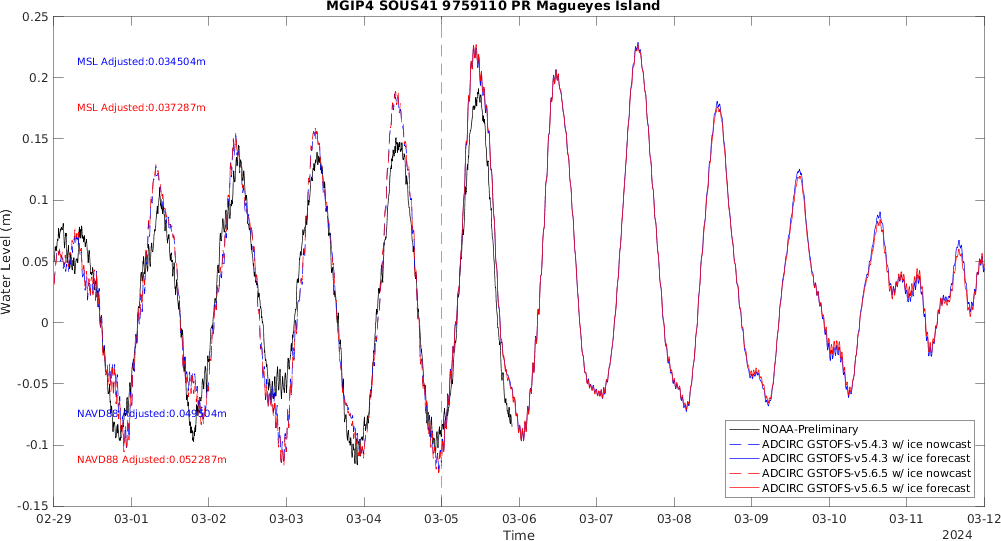 MGIP4 SOUS41 9759110 PR Magueyes Island
0.25
0.2
0.15
0.1
0.05
0
-0.05
-0.1
-0.15
Water Level (m)
MSL Adjusted:0.034504m
MSL Adjusted:0.037287m
NAVD88 Adjusted:0.049504m
NAVD88 Adjusted:0.052287m
NOAA-Preliminary
ADCIRC GSTOFS-v5.4.3 w/ ice nowcast
ADCIRC GSTOFS-v5.4.3 w/ ice forecast
ADCIRC GSTOFS-v5.6.5 w/ ice nowcast
ADCIRC GSTOFS-v5.6.5 w/ ice forecast
02-29 03-01 03-02 03-03 03-04 03-05 03-06 03-07 03-08 03-09 03-10 03-11 03-12
Time
2024